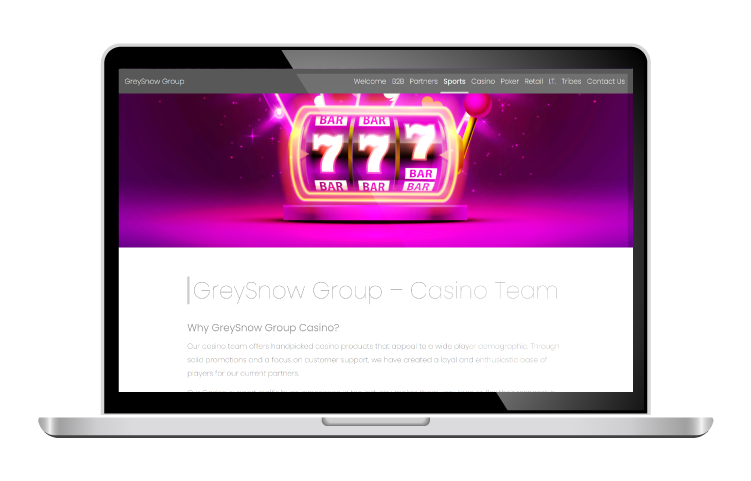 GreySnow Group
Welcome B2B Partners Sports Casino Poker Retail I.T. Tribes Contact Us
BAR BAR
7 7 7
BAR
BAR BAR BAR
GreySnow Group – Casino Team
Why GreySnow Group Casino?
Our casino team offers handpicked casino products that appeal to a wide player demographic. Through
solid promotions and a focus on customer support, we have created a loyal and enthusiastic base of
players for our current partners.